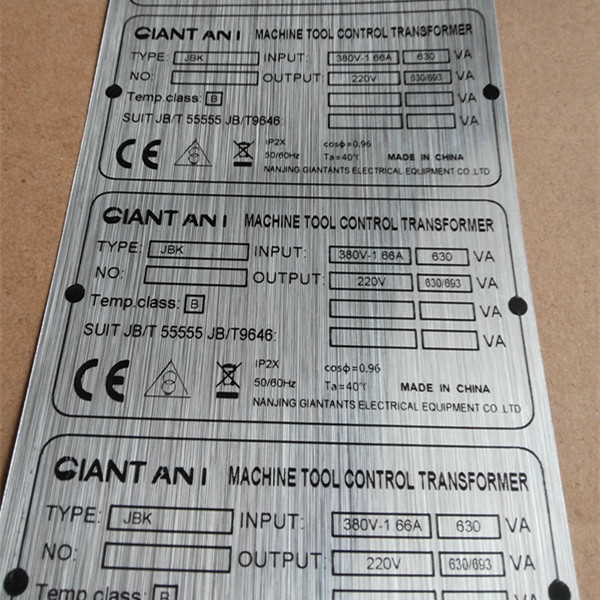 GIANT AN I MACHINE TOOL CONTROL TRANSFORMER
TYPE: JBK INPUT: 380V-1 66A 630 VA
NO: OUTPUT: 220V 630/693 VA
Temp.class: B VA
SUIT JB/T 55555 JB/T9646: VA
CE IP2X cosφ=0.96
50/60Hz Ta=40℃ MADE IN CHINA
NANJING GIANTANTS ELECTRICAL EQUIPMENT CO.,LTD
GIANT AN I MACHINE TOOL CONTROL TRANSFORMER
TYPE: JBK INPUT: 380V-1 66A 630 VA
NO: OUTPUT: 220V 630/693 VA
Temp.class: B VA
SUIT JB/T 55555 JB/T9646: VA
CE IP2X cosφ=0.96
50/60Hz Ta=40℃ MADE IN CHINA
NANJING GIANTANTS ELECTRICAL EQUIPMENT CO.,LTD
GIANT AN I MACHINE TOOL CONTROL TRANSFORMER
TYPE: JBK INPUT: 380V-1 66A 630 VA
NO: OUTPUT: 220V 630/693 VA
Temp.class: B VA